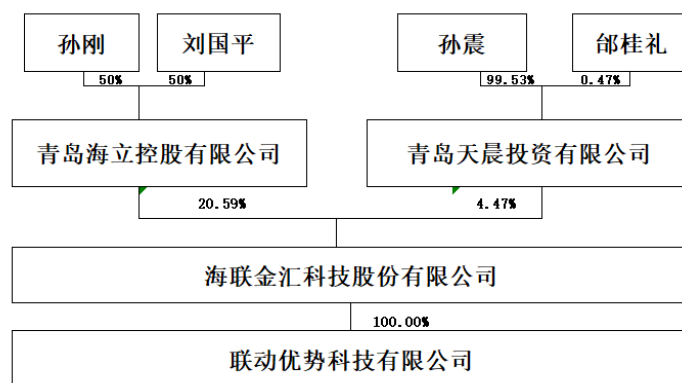 孙刚 刘国平 孙震 邰桂礼
50% 50% 99.53% 0.47%
青岛海立控股有限公司 青岛天晨投资有限公司
20.59% 4.47%
海联金汇科技股份有限公司
100.00%
联动优势科技有限公司